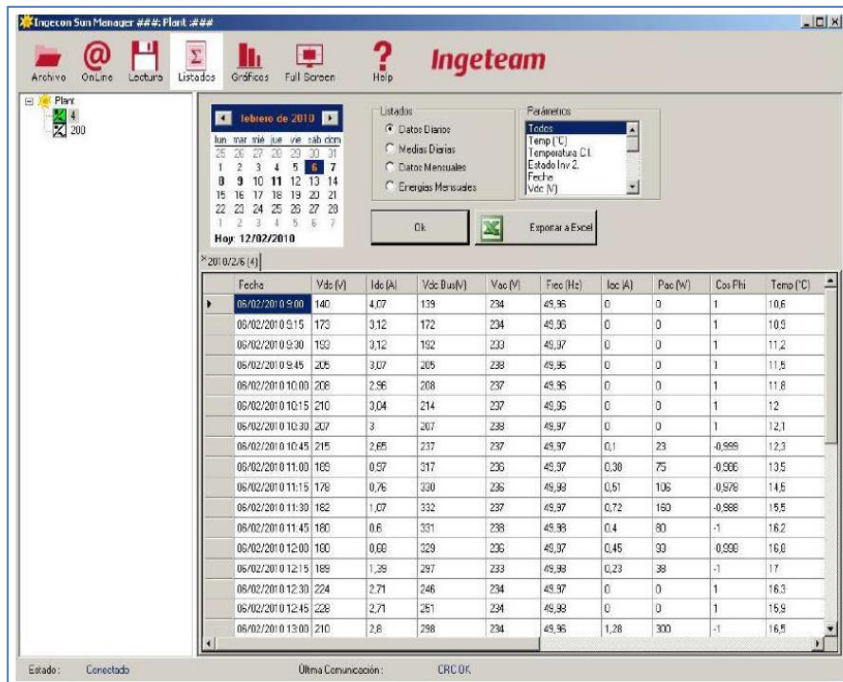 Ingecon Sun Manager ###: Plant :###
Archivo OnLine Lectura Listados Gráficos Full Screen Help Ingeteam
Plant
4
200
febrero de 2010
lun mar mié jue vie sáb dom
25 26 27 28 29 30 31
1 2 3 4 5 6 7
8 9 10 11 12 13 14
15 16 17 18 19 20 21
22 23 24 25 26 27 28
1 2 3 4 5 6 7
Hoy: 12/02/2010
Listados
Datos Diarios
Medias Diarias
Datos Mensuales
Energías Mensuales
Parámetros
Todos
Temp (°C)
Temperatura C.I.
Estado Inv 2.
Fecha
Vdc (V)
Ok
Exportar a Excel
2010/2/6 (4)
Fecha Vdc (V) Idc (A) Vdc Bus(V) Vac (V) Frec (Hz) Iac (A) Pac (W) Cos Phi Temp (°C)
06/02/2010 9:00 140 4,07 139 234 49,96 0 0 1 10,6
06/02/2010 9:15 173 3,12 172 234 49,96 0 0 1 10,9
06/02/2010 9:30 193 3,12 192 233 49,97 0 0 1 11,2
06/02/2010 9:45 205 3,07 205 238 49,96 0 0 1 11,5
06/02/2010 10:00 208 2,96 208 237 49,96 0 0 1 11,8
06/02/2010 10:15 210 3,04 214 237 49,96 0 0 1 12
06/02/2010 10:30 207 3 207 238 49,97 0 0 1 12,1
06/02/2010 10:45 215 2,65 237 237 49,97 0,1 23 -0,999 12,3
06/02/2010 11:00 189 0,97 317 236 49,97 0,38 75 -0,986 13,5
06/02/2010 11:15 178 0,76 330 236 49,98 0,51 106 -0,978 14,5
06/02/2010 11:30 182 1,07 332 237 49,97 0,72 160 -0,988 15,5
06/02/2010 11:45 180 0,6 331 238 49,98 0,4 80 -1 16,2
06/02/2010 12:00 180 0,68 329 236 49,97 0,45 93 -0,998 16,8
06/02/2010 12:15 189 1,39 297 233 49,98 0,23 38 -1 17
06/02/2010 12:30 224 2,71 246 234 49,97 0 0 1 16,3
06/02/2010 12:45 228 2,71 251 234 49,98 0 0 1 15,9
06/02/2010 13:00 210 2,8 298 234 49,96 1,28 300 -1 16,5
Estado : Conectado Última Comunicación : CRC OK